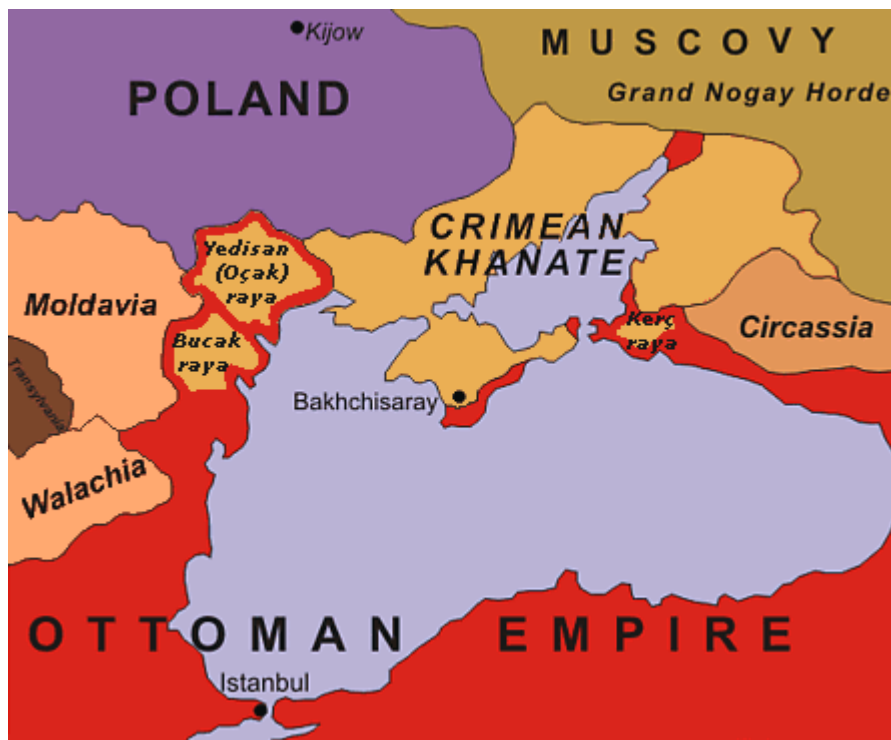 Kijow
MUSCOVY
POLAND
Grand Nogay Horde
CRIMEAN
KHANATE
Yedisan
(Oçak)
raya
Moldavia
Bucak
raya
Kerç
raya
Circassia
Transylvania
Bakhchisaray
Walachia
OTTOMAN EMPIRE
Istanbul